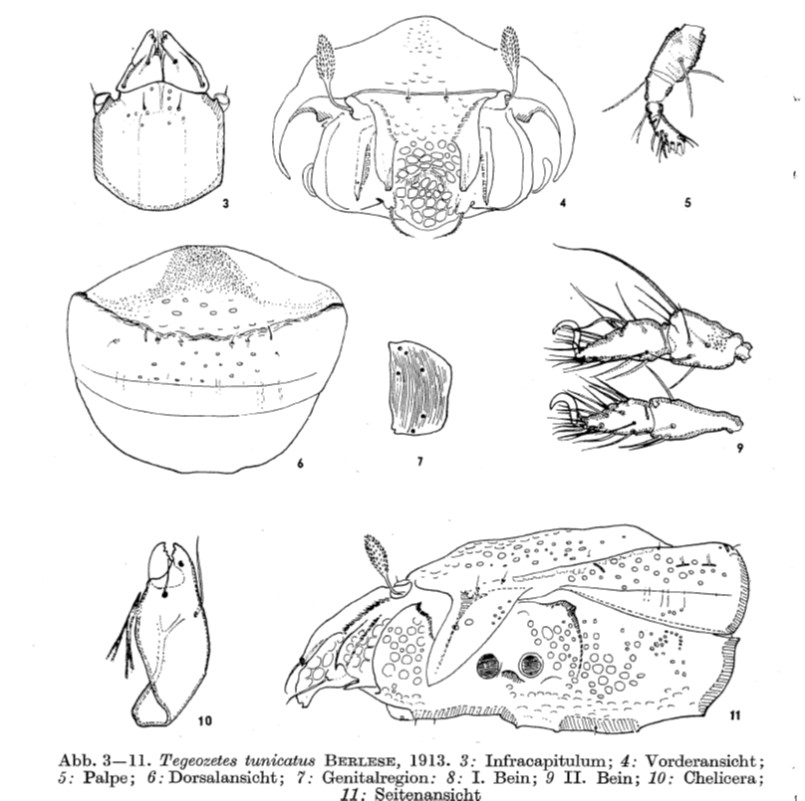 3
4
5
6
7
9
10
11
Abb. 3—11. Tegeozetes tunicatus BERLESE, 1913. 3: Infracapitulum; 4: Vorderansicht;
5: Palpe; 6: Dorsalansicht; 7: Genitalregion: 8: I. Bein; 9 II. Bein; 10: Chelicera;
11: Seitenansicht